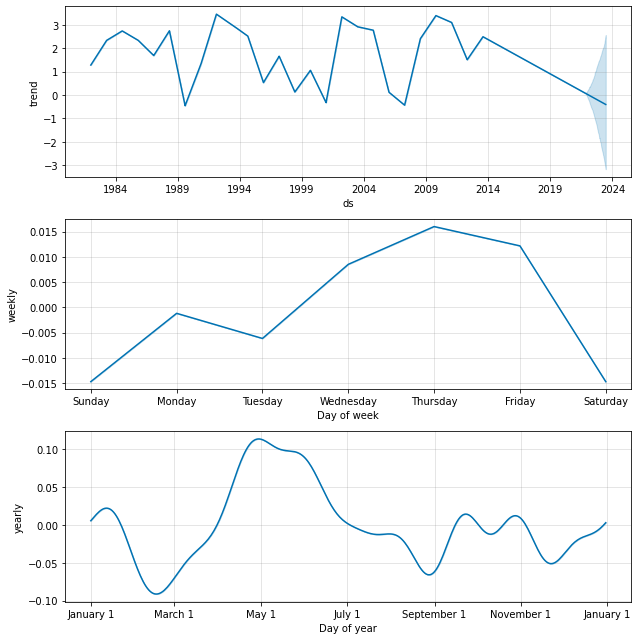 3
2
1
0
−1
−2
−3
trend
1984 1989 1994 1999 2004 2009 2014 2019 2024
ds
0.015
0.010
0.005
0.000
−0.005
−0.010
−0.015
weekly
Sunday Monday Tuesday Wednesday Thursday Friday Saturday
Day of week
0.10
0.05
0.00
−0.05
−0.10
yearly
January 1 March 1 May 1 July 1 September 1 November 1 January 1
Day of year